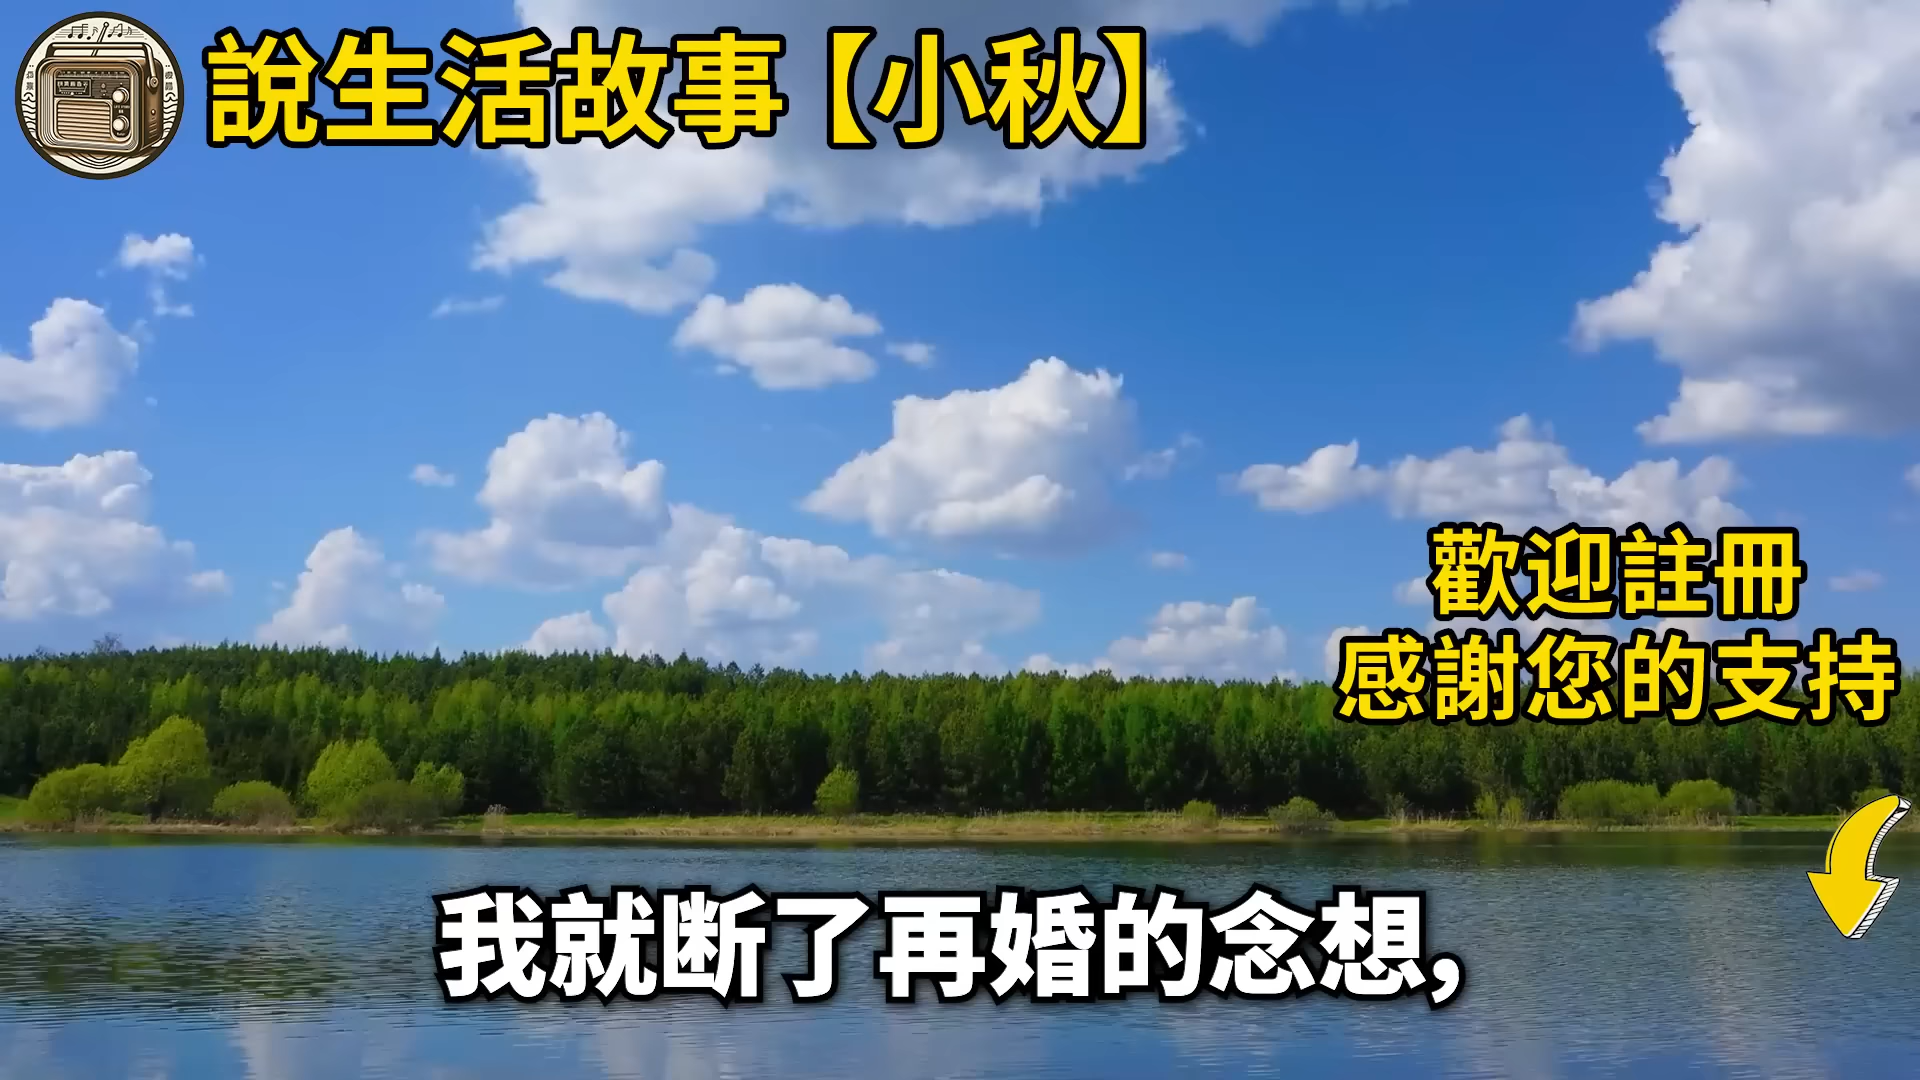 說生活故事【小秋】
歡迎註冊
感謝您的支持
我就断了再婚的念想,